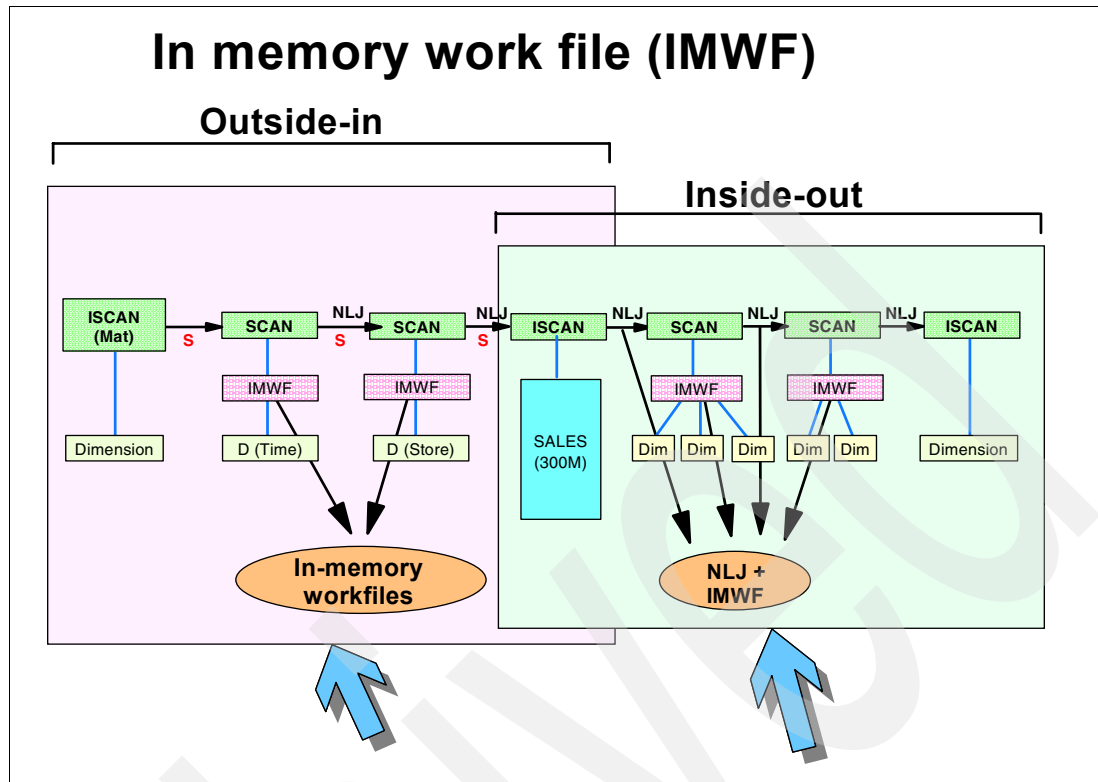 In memory work file (IMWF)
Outside-in
Inside-out
ISCAN
(Mat)
S
SCAN
NLJ
S
SCAN
NLJ
S
ISCAN
NLJ
SCAN
NLJ
SCAN
NLJ
ISCAN
IMWF
IMWF
IMWF
IMWF
Dimension
D (Time)
D (Store)
SALES
(300M)
Dim
Dim
Dim
Dim
Dim
Dimension
In-memory
workfiles
NLJ +
IMWF